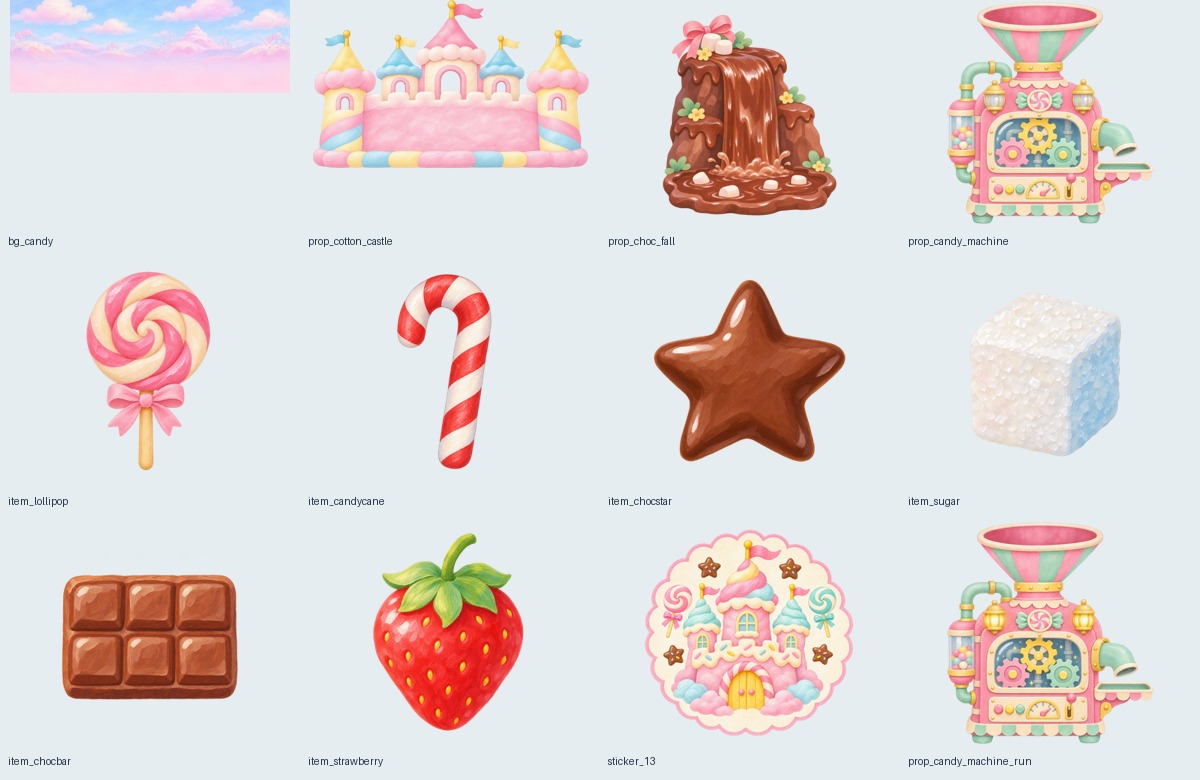 bg_candy
prop_cotton_castle
prop_choc_fall
prop_candy_machine
item_lollipop
item_candycane
item_chocstar
item_sugar
item_chocbar
item_strawberry
sticker_13
prop_candy_machine_run